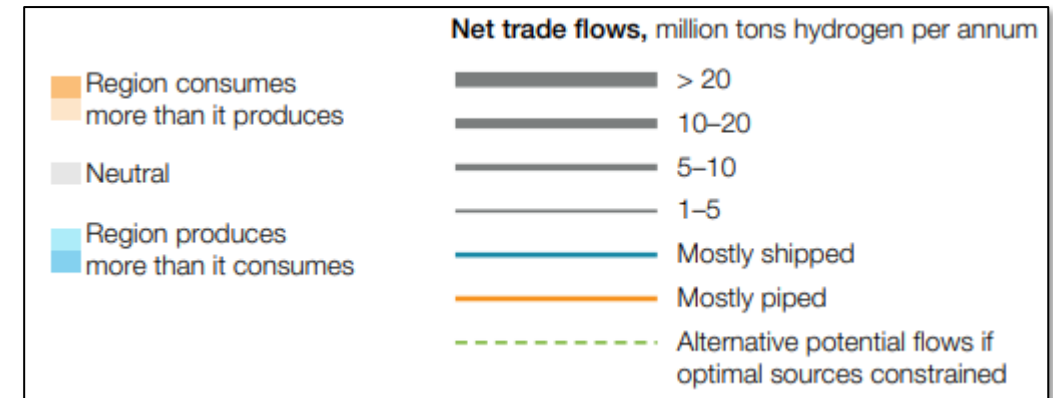 Net trade flows, million tons hydrogen per annum
Region consumes
more than it produces
Neutral
Region produces
more than it consumes
> 20
10–20
5–10
1–5
Mostly shipped
Mostly piped
Alternative potential flows if
optimal sources constrained